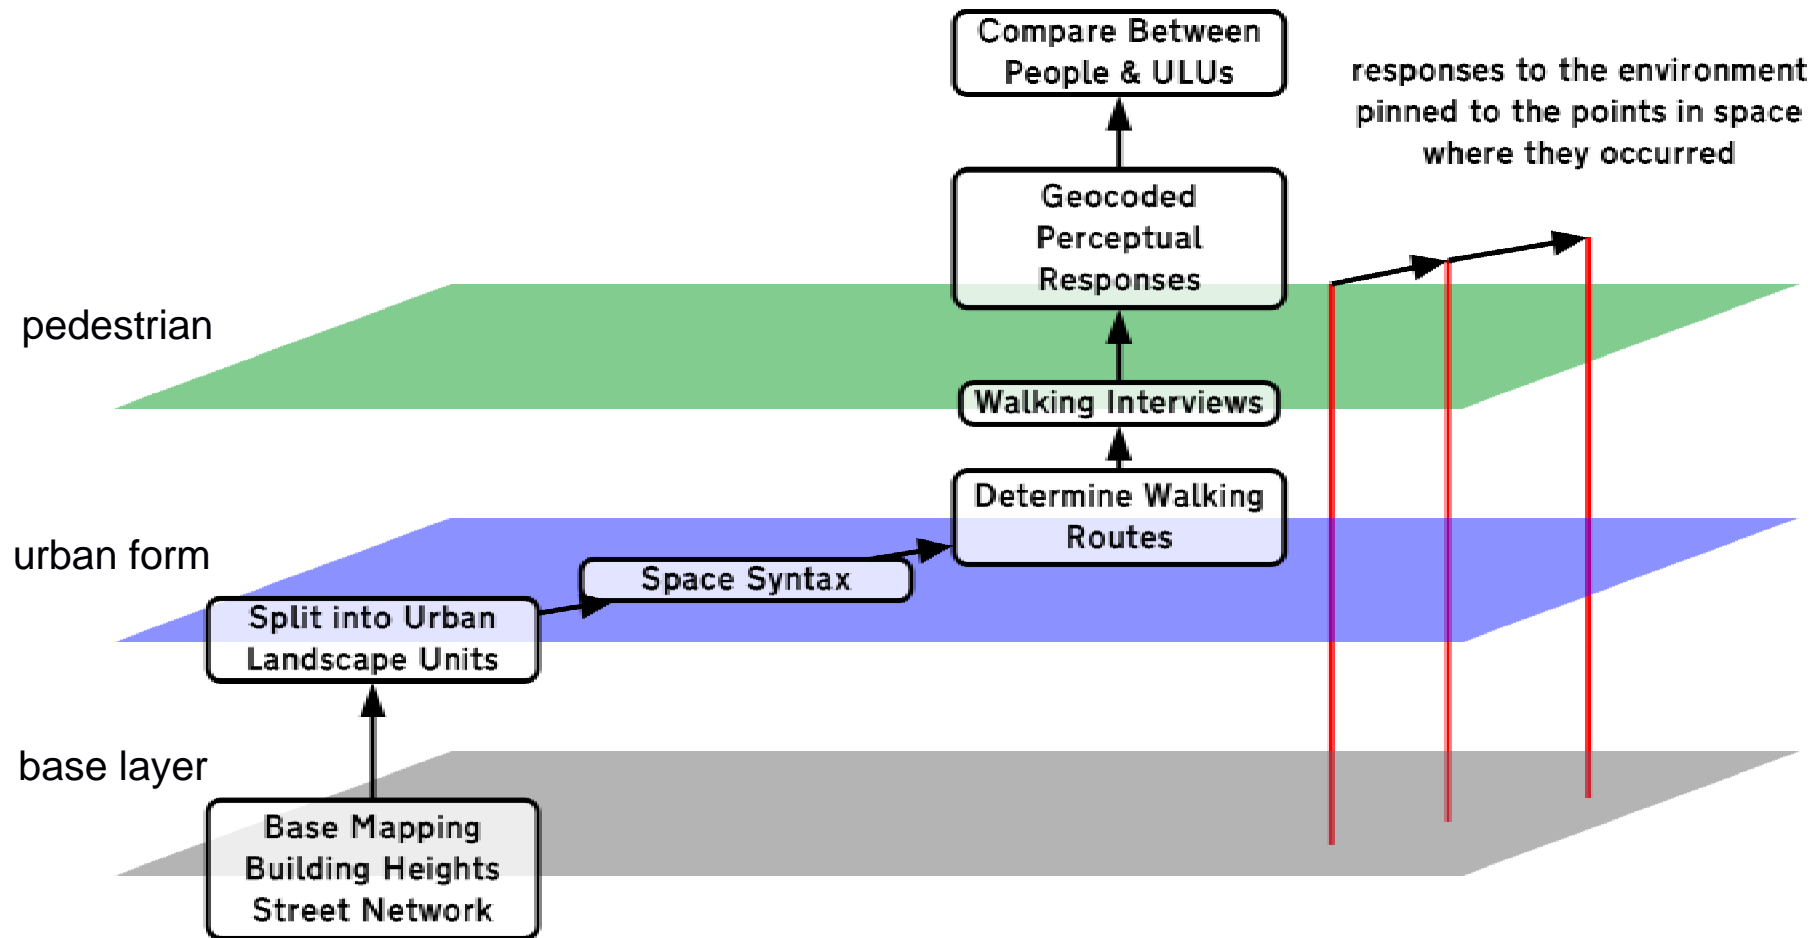 Compare Between
People & ULUs
responses to the environment
pinned to the points in space
where they occurred
Geocoded
Perceptual
Responses
pedestrian
Walking Interviews
Determine Walking
Routes
urban form
Space Syntax
Split into Urban
Landscape Units
base layer
Base Mapping
Building Heights
Street Network